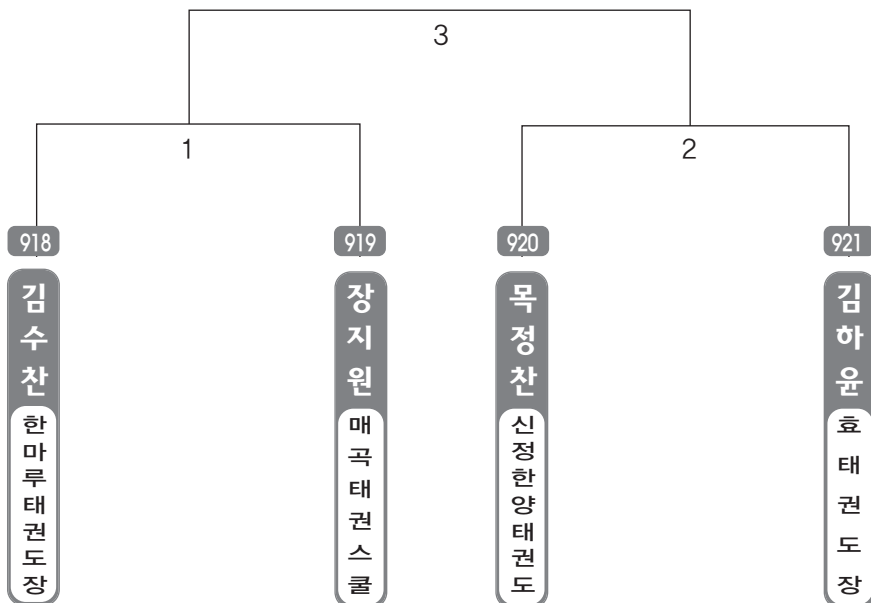 3
1
2
918
919
920
921
김수찬
한마루태권도장
장지원
매곡태권스쿨
목정찬
신정한양태권도
김하윤
효태권도장